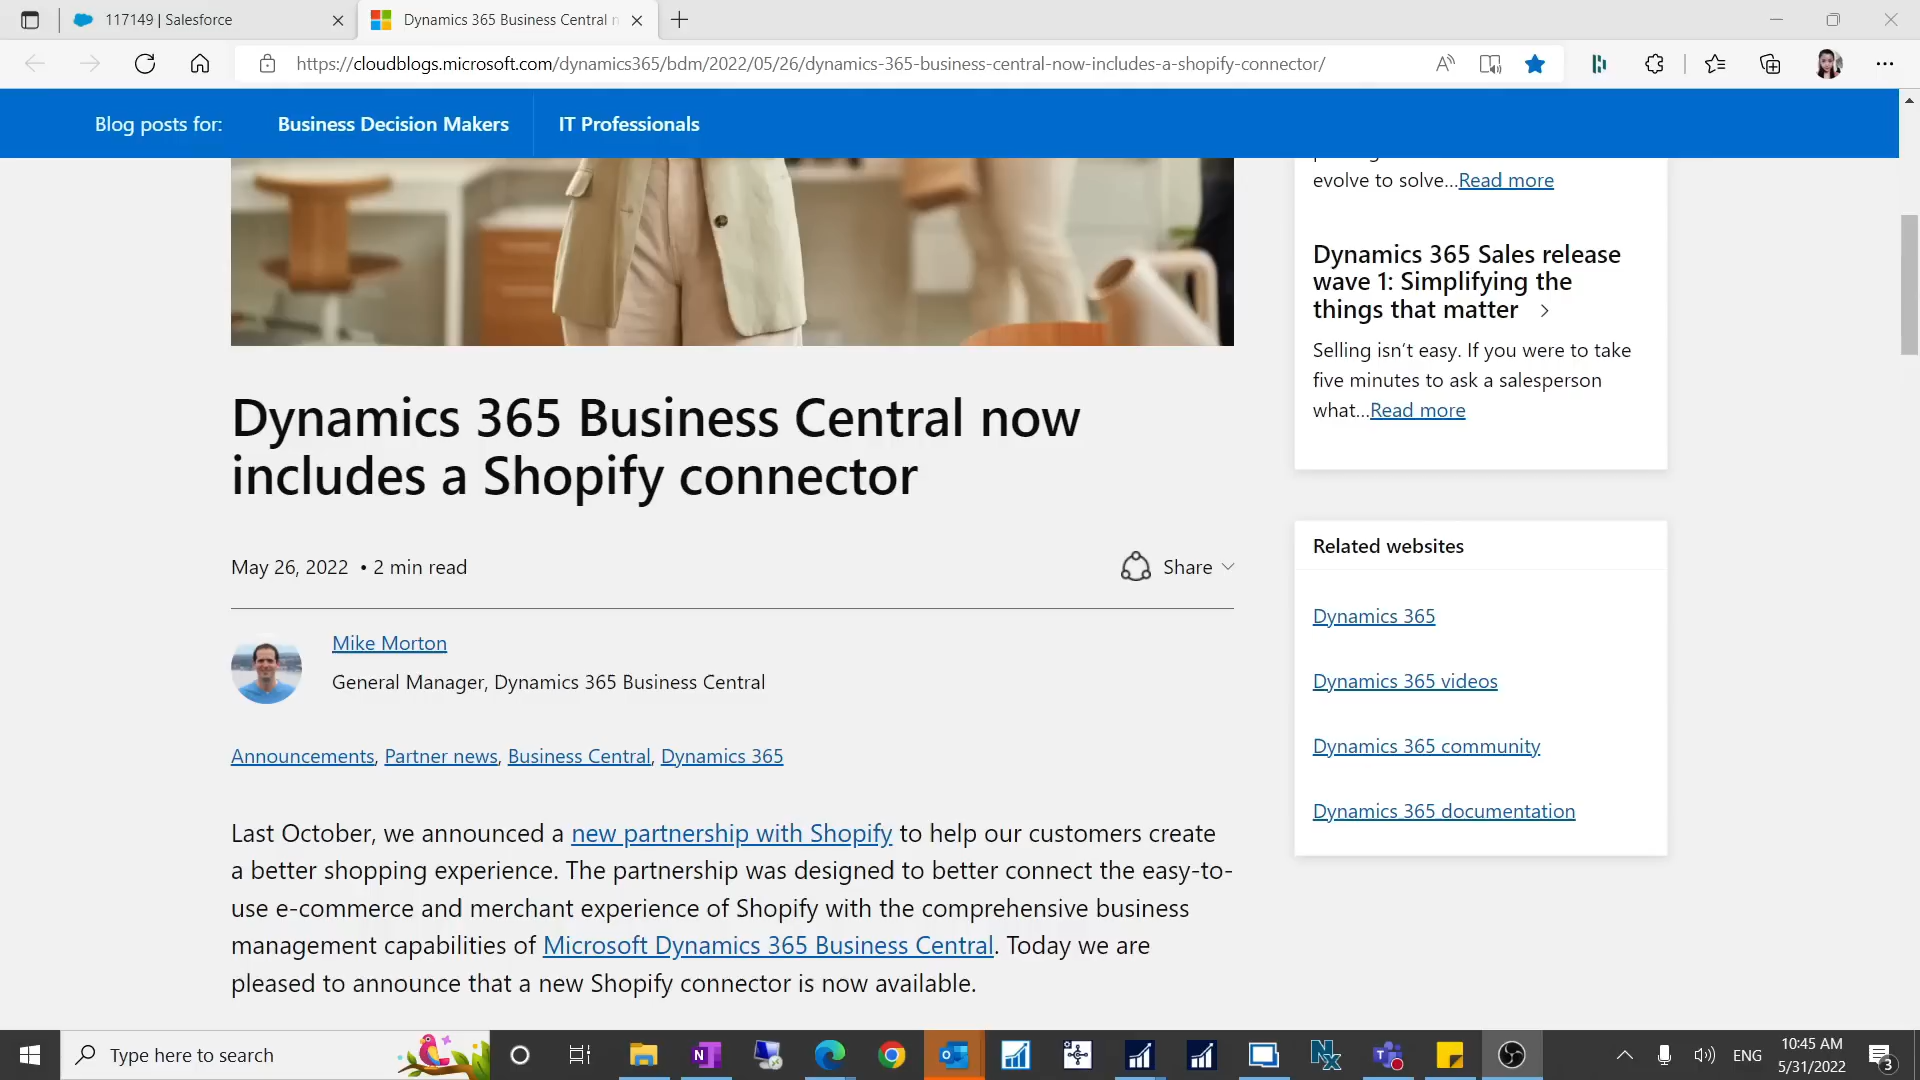 117149 | Salesforce
Dynamics 365 Business Central n
https://cloudblogs.microsoft.com/dynamics365/bdm/2022/05/26/dynamics-365-business-central-now-includes-a-shopify-connector/
Blog posts for:
Business Decision Makers
IT Professionals
evolve to solve...Read more
Dynamics 365 Sales release
wave 1: Simplifying the
things that matter
Selling isn't easy. If you were to take
five minutes to ask a salesperson
what...Read more
Dynamics 365 Business Central now
includes a Shopify connector
May 26, 2022 • 2 min read
Share
Mike Morton
General Manager, Dynamics 365 Business Central
Announcements, Partner news, Business Central, Dynamics 365
Last October, we announced a new partnership with Shopify to help our customers create
a better shopping experience. The partnership was designed to better connect the easy-to-
use e-commerce and merchant experience of Shopify with the comprehensive business
management capabilities of Microsoft Dynamics 365 Business Central. Today we are
pleased to announce that a new Shopify connector is now available.
Related websites
Dynamics 365
Dynamics 365 videos
Dynamics 365 community
Dynamics 365 documentation
Type here to search
ENG
10:45 AM
5/31/2022
3